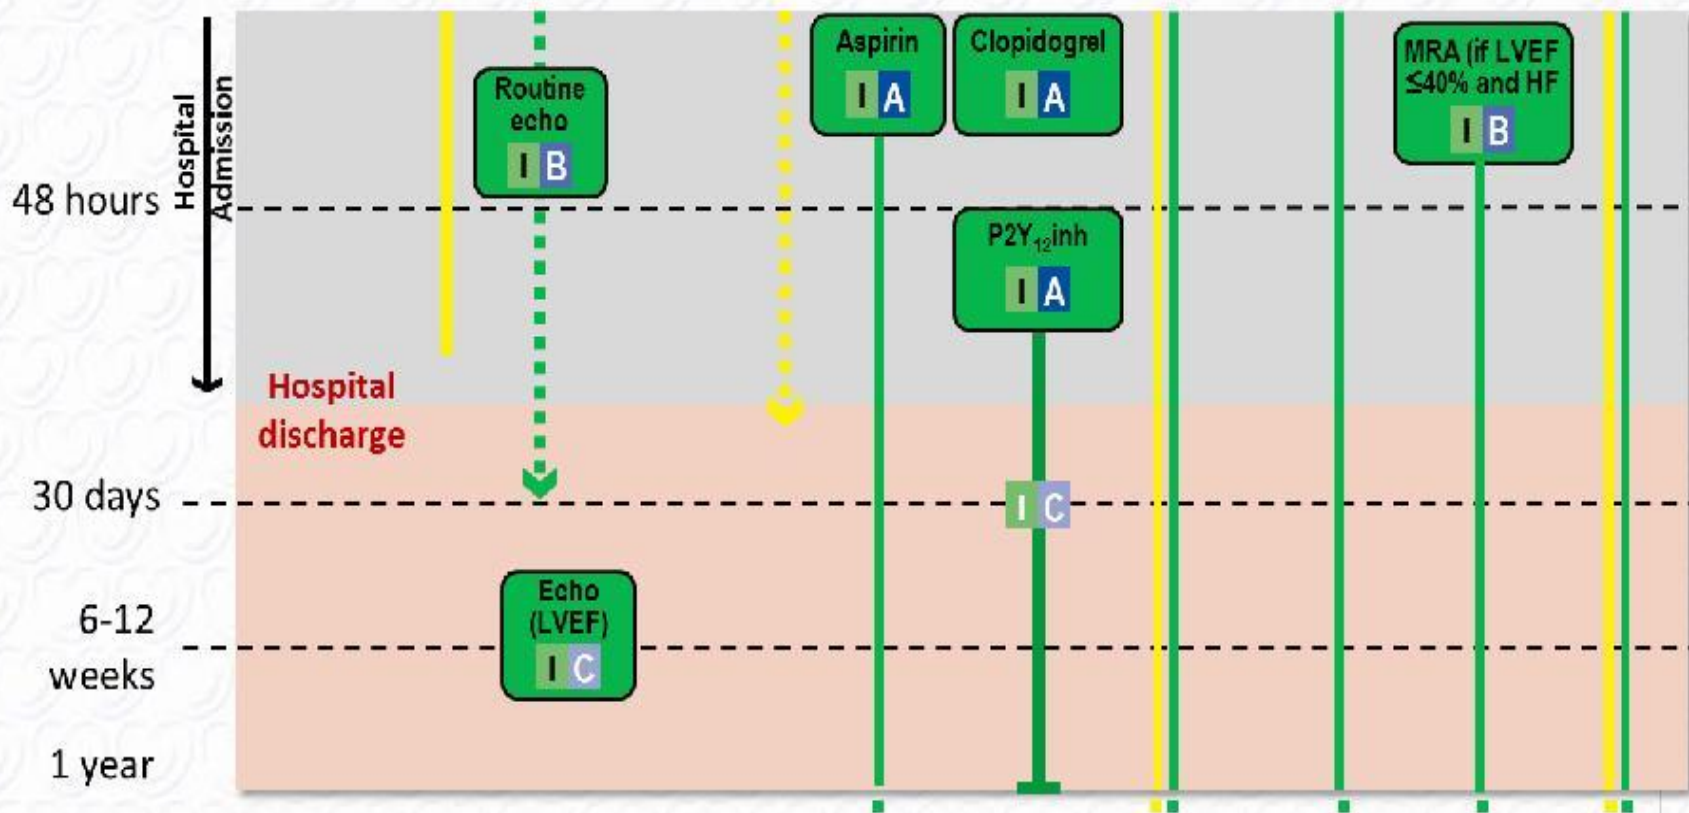 Hospital
Admission
Aspirin
I A
Clopidogrel
I A
MRA (if LVEF
≤40% and HF
I B
Routine
echo
I B
48 hours
P2Y₁₂inh
I A
Hospital
discharge
30 days
I C
Echo
(LVEF)
I C
6-12
weeks
1 year